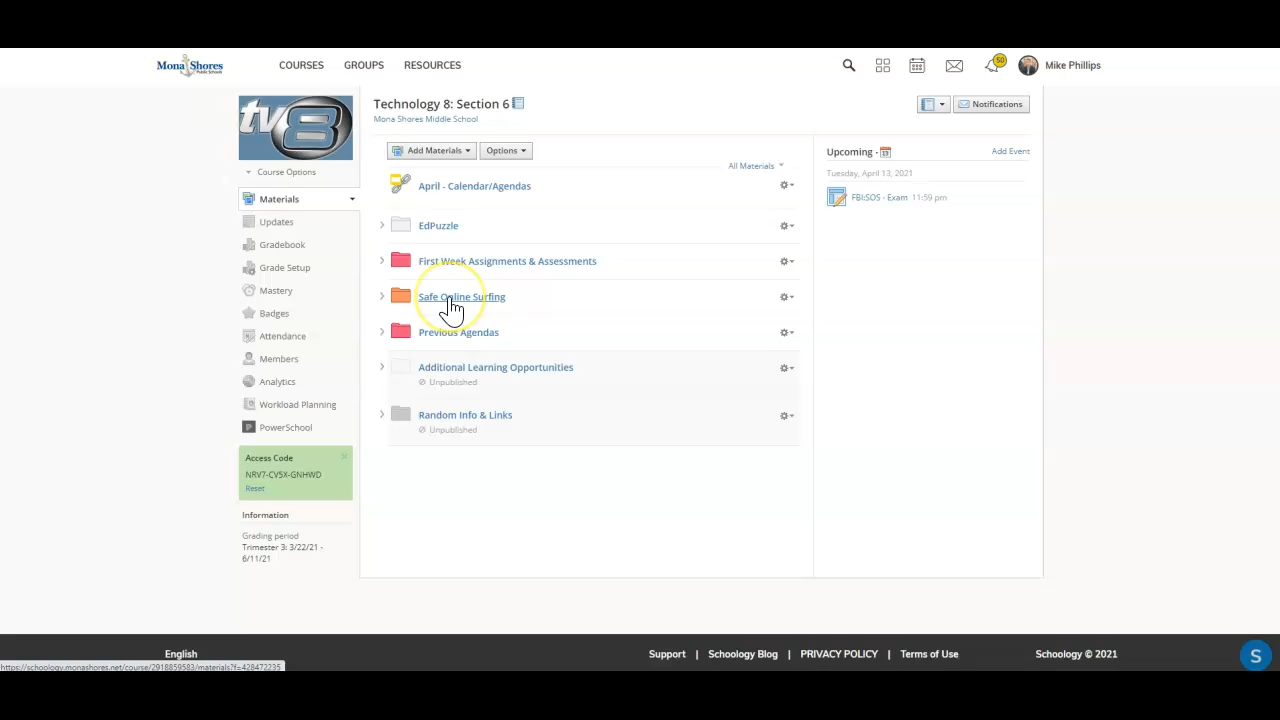 Mona Shores
Public Schools
COURSES
GROUPS
RESOURCES
50
Mike Phillips
tv8
Course Options
Materials
Updates
Gradebook
Grade Setup
Mastery
Badges
Attendance
Members
Analytics
Workload Planning
P PowerSchool
Access Code
NRV7-CV5X-GNHWD
Reset
Information
Grading period
Trimester 3: 3/22/21 -
6/11/21
Technology 8: Section 6
Mona Shores Middle School
Add Materials
Options
All Materials
April - Calendar/Agendas
EdPuzzle
First Week Assignments & Assessments
Safe Online Surfing
Previous Agendas
Additional Learning Opportunities
Unpublished
Random Info & Links
Unpublished
Notifications
Upcoming ·
Add Event
Tuesday, April 13, 2021
FBI:SOS - Exam 11:59 pm
English
Support | Schoology Blog | PRIVACY POLICY | Terms of Use
Schoology © 2021
S
https://schoology.monashores.net/course/2918859583/materials?f=428472235